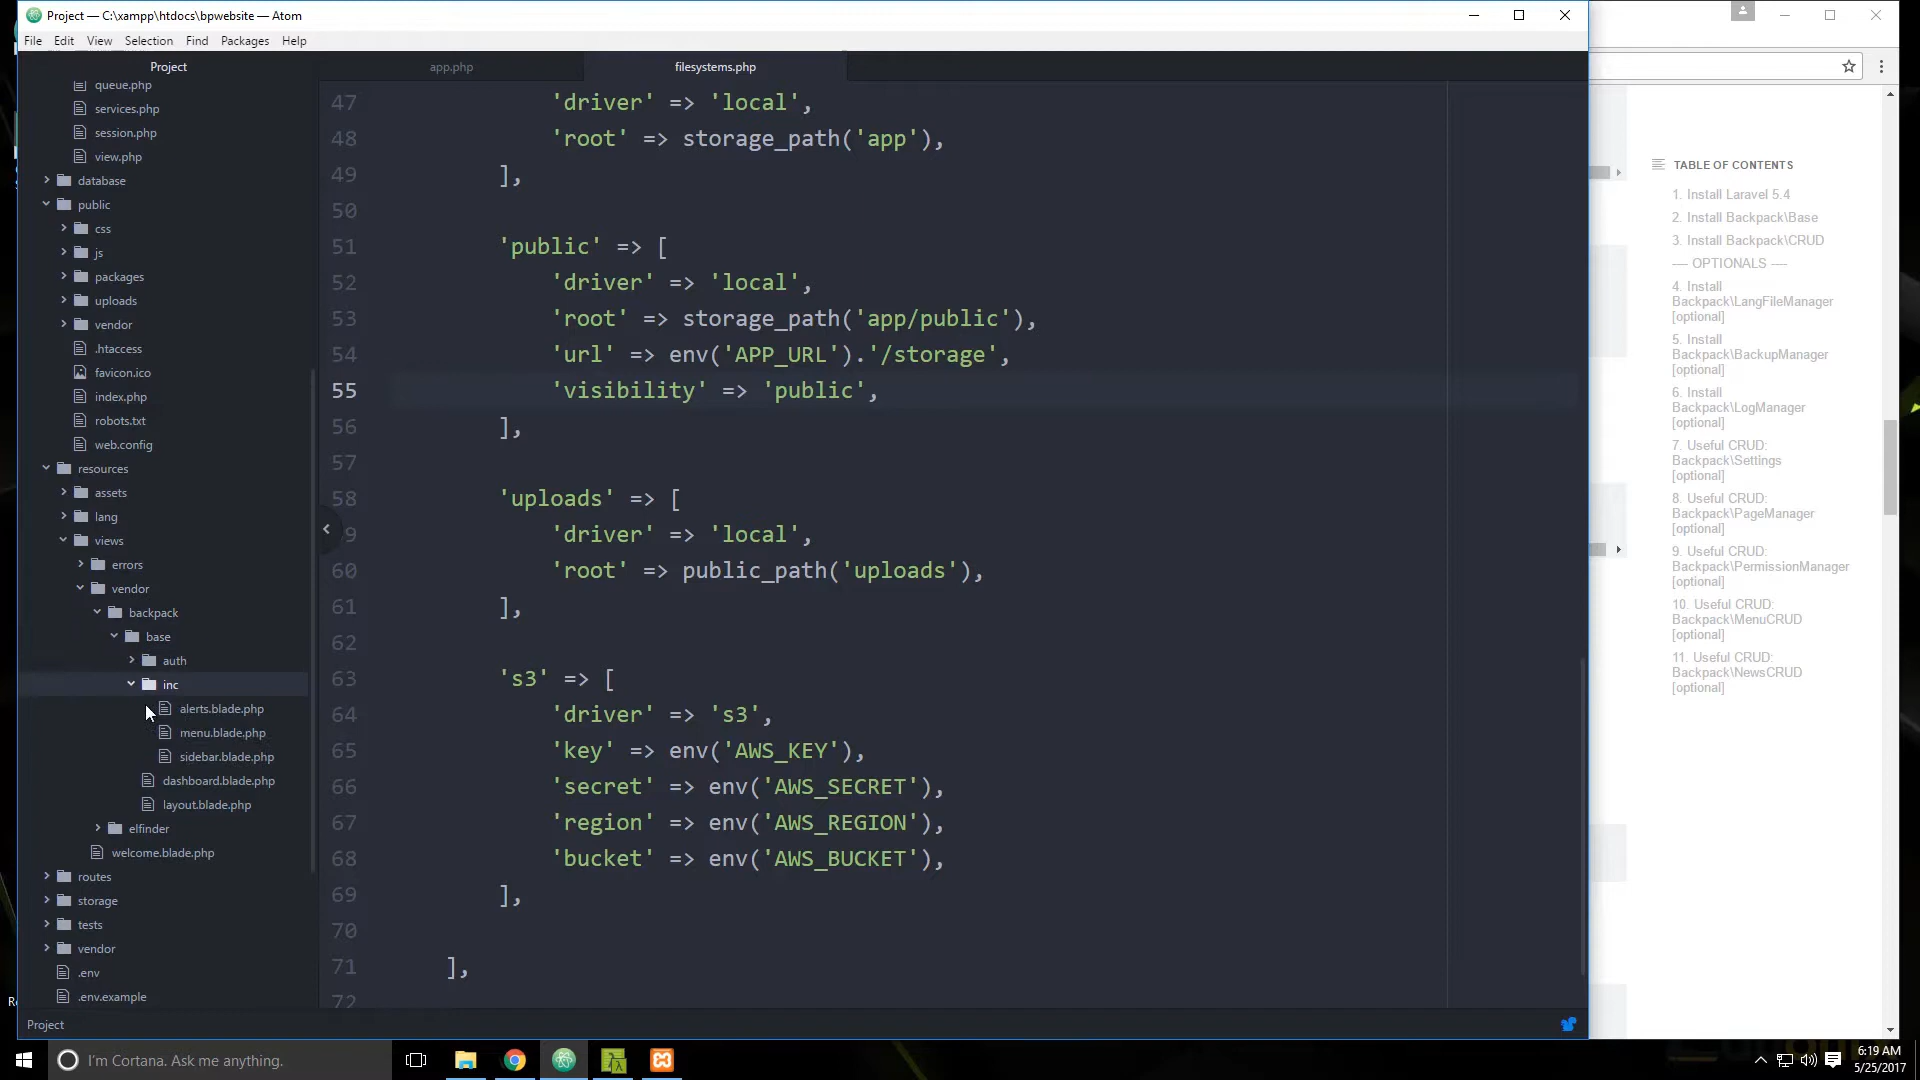 Project — C:\xampp\htdocs\bpwebsite — Atom
File Edit View Selection Find Packages Help
Project
app.php
filesystems.php
queue.php
services.php
session.php
view.php
database
public
css
js
packages
uploads
vendor
.htaccess
favicon.ico
index.php
robots.txt
web.config
resources
assets
lang
views
errors
vendor
backpack
base
auth
inc
alerts.blade.php
menu.blade.php
sidebar.blade.php
dashboard.blade.php
layout.blade.php
elfinder
welcome.blade.php
routes
storage
tests
vendor
.env
.env.example
Project
47 'driver' => 'local',
48 'root' => storage_path('app'),
49 ],
50
51 'public' => [
52 'driver' => 'local',
53 'root' => storage_path('app/public'),
54 'url' => env('APP_URL').'/storage',
55 'visibility' => 'public',
56 ],
57
58 'uploads' => [
9 'driver' => 'local',
60 'root' => public_path('uploads'),
61 ],
62
63 's3' => [
64 'driver' => 's3',
65 'key' => env('AWS_KEY'),
66 'secret' => env('AWS_SECRET'),
67 'region' => env('AWS_REGION'),
68 'bucket' => env('AWS_BUCKET'),
69 ],
70
71 ],
72
TABLE OF CONTENTS
1. Install Laravel 5.4
2. Install Backpack\Base
3. Install Backpack\CRUD
---- OPTIONALS ----
4. Install
Backpack\LangFileManager
[optional]
5. Install
Backpack\BackupManager
[optional]
6. Install
Backpack\LogManager
[optional]
7. Useful CRUD:
Backpack\Settings
[optional]
8. Useful CRUD:
Backpack\PageManager
[optional]
9. Useful CRUD:
Backpack\PermissionManager
[optional]
10. Useful CRUD:
Backpack\MenuCRUD
[optional]
11. Useful CRUD:
Backpack\NewsCRUD
[optional]
I'm Cortana. Ask me anything.
6:19 AM
5/25/2017